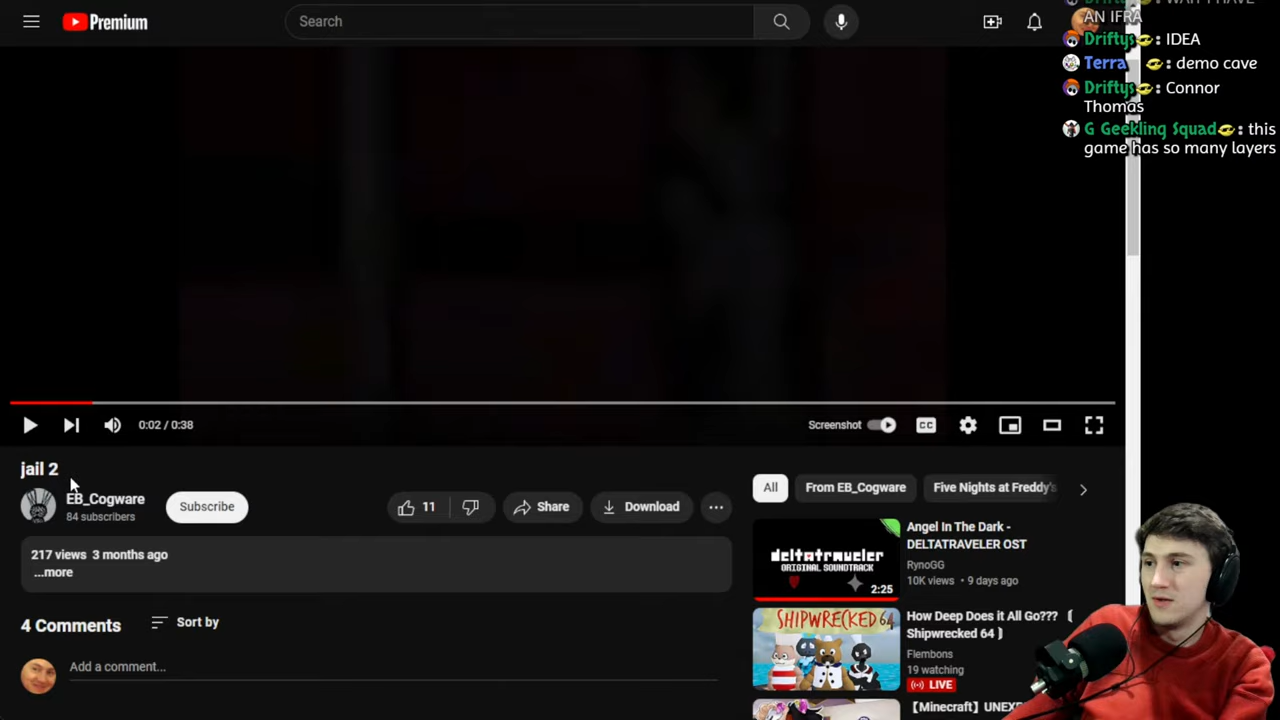 Premium
Search
AN IFRA
Driftys: IDEA
Terra : demo cave
Driftys: Connor
Thomas
G Geekling Squad: this
game has so many layers
0:02 / 0:38
Screenshot
CC
jail 2
EB_Cogware
84 subscribers
Subscribe
11
Share
Download
217 views 3 months ago
...more
4 Comments
Sort by
Add a comment...
All
From EB_Cogware
Five Nights at Freddy's
deltatraveler
ORIGINAL SOUNDTRACK
2:25
Angel In The Dark -
DELTATRAVELER OST
RynoGG
10K views • 9 days ago
SHIPWRECKED 64
How Deep Does it All Go??? 〔
Shipwrecked 64 〕
Flembons
19 watching
LIVE
【Minecraft】